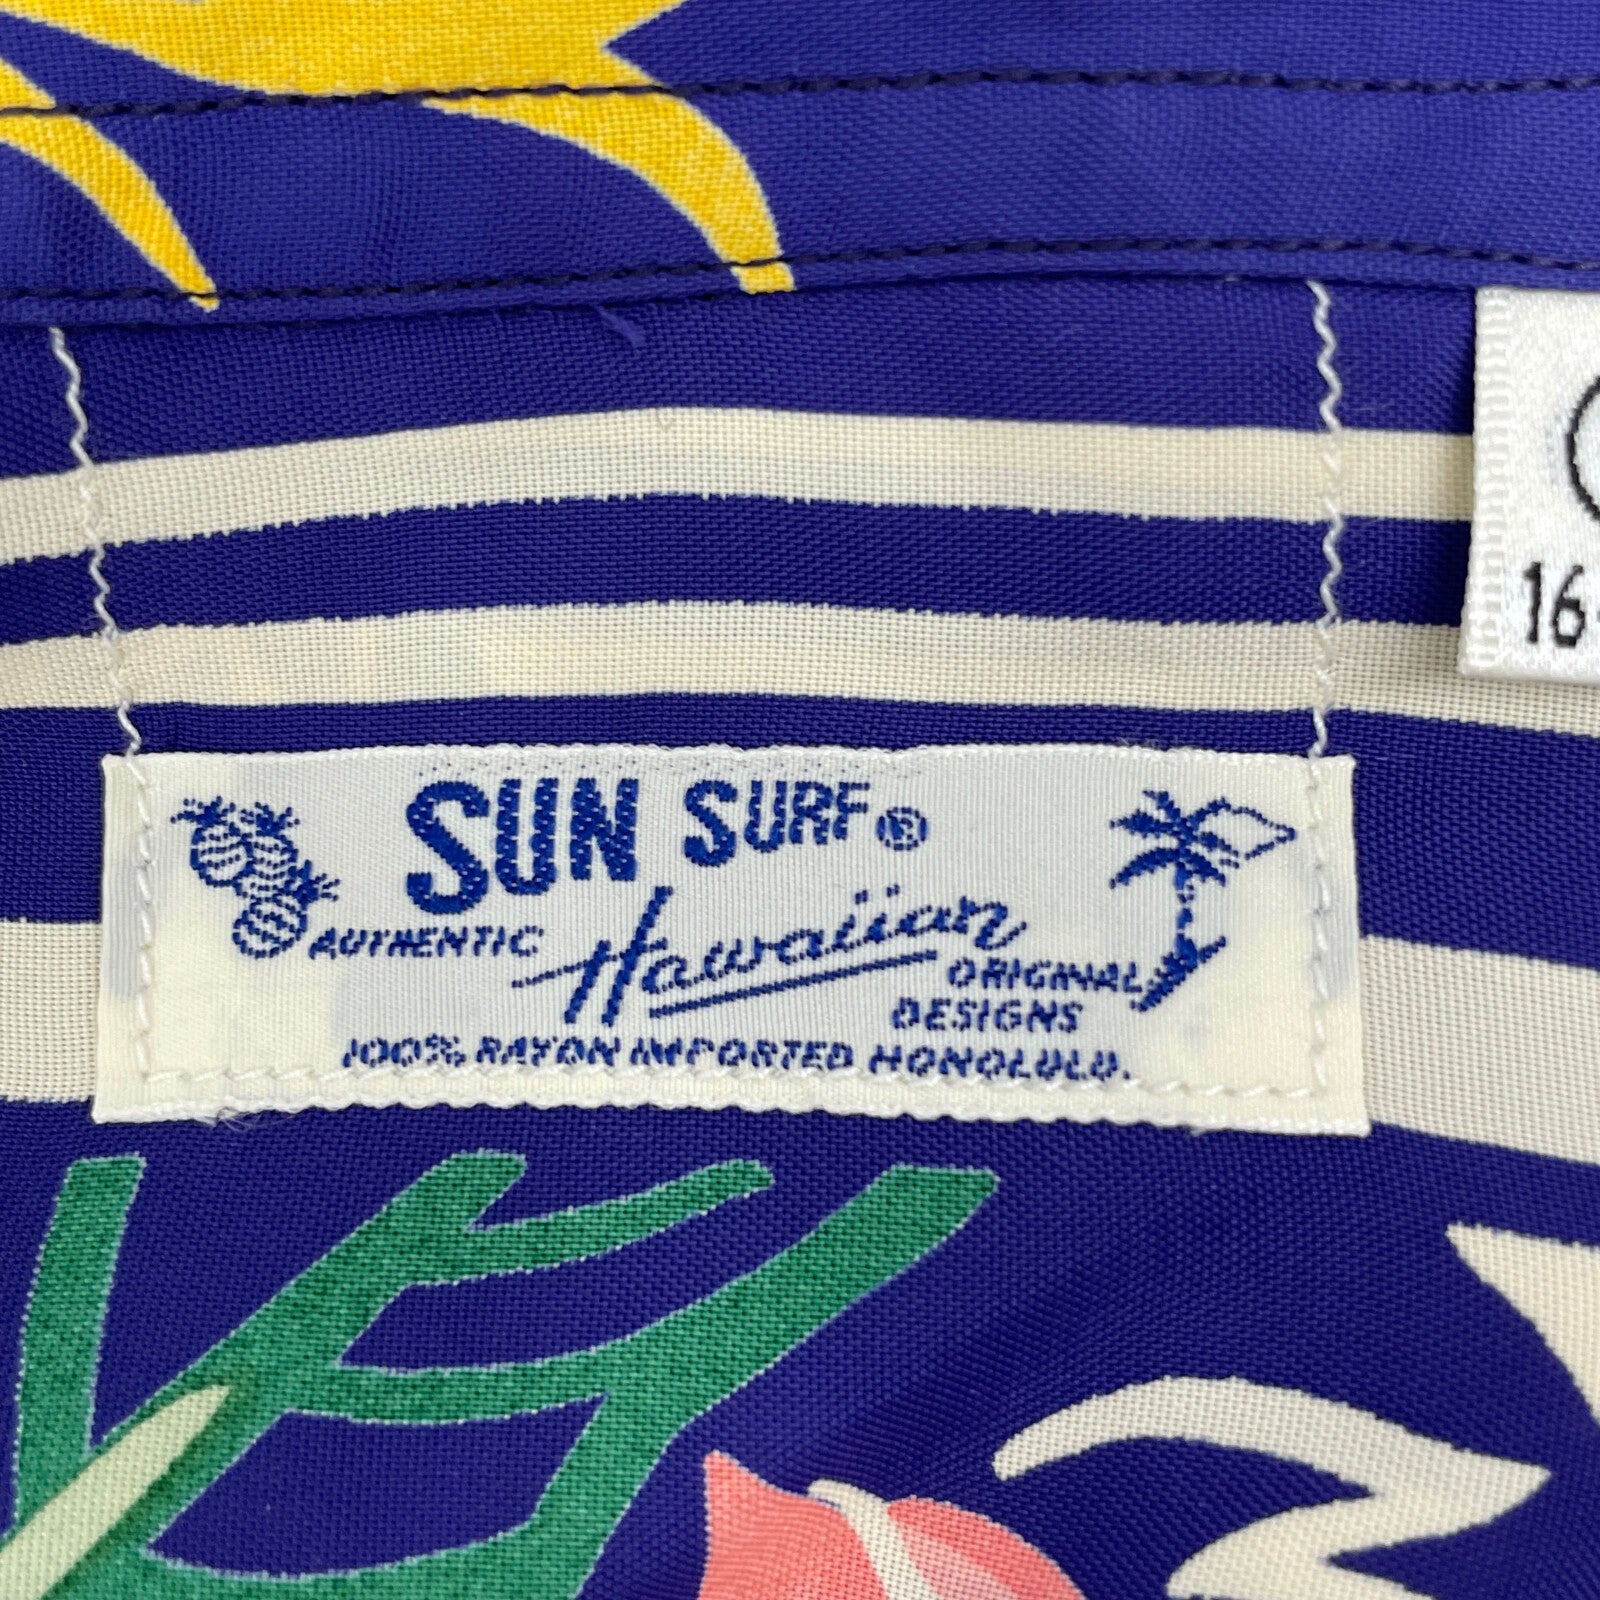 SUN SURF®
AUTHENTIC Hawaiian ORIGINAL
DESIGNS
100% RAYON IMPORTED HONOLULU.
16